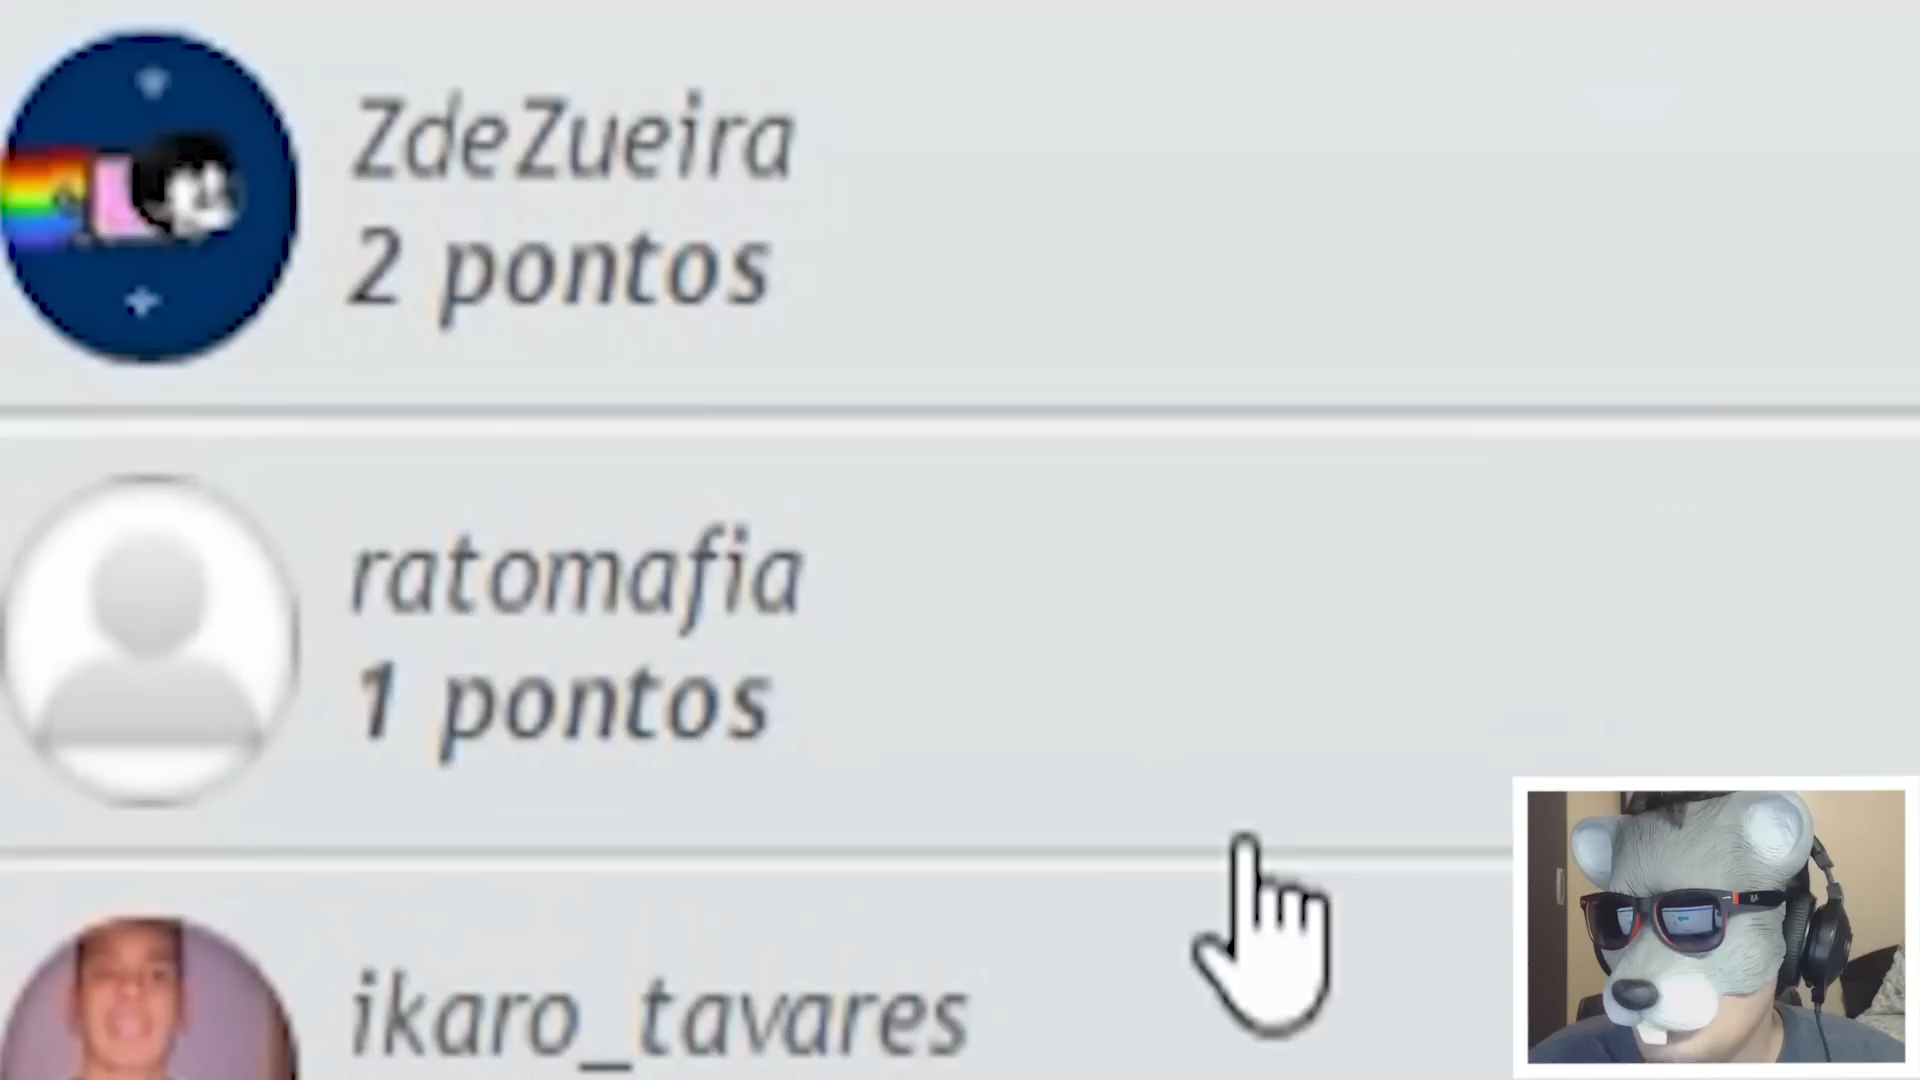 ZdeZueira
2 pontos
ratomafia
1 pontos
ikaro_tavares